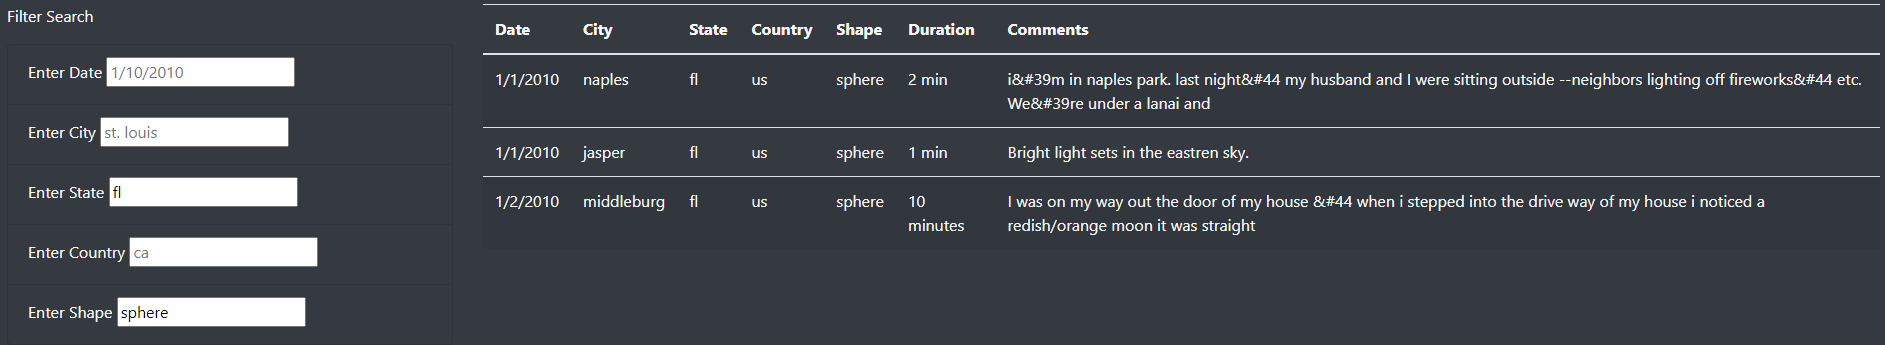 Filter Search
Enter Date 1/10/2010
Enter City st. louis
Enter State fl
Enter Country ca
Enter Shape sphere
Date City State Country Shape Duration Comments
1/1/2010 naples fl us sphere 2 min i&#39m in naples park. last night&#44 my husband and I were sitting outside --neighbors lighting off fireworks&#44 etc.
We&#39re under a lanai and
1/1/2010 jasper fl us sphere 1 min Bright light sets in the eastren sky.
1/2/2010 middleburg fl us sphere 10 I was on my way out the door of my house &#44 when i stepped into the drive way of my house i noticed a
minutes redish/orange moon it was straight